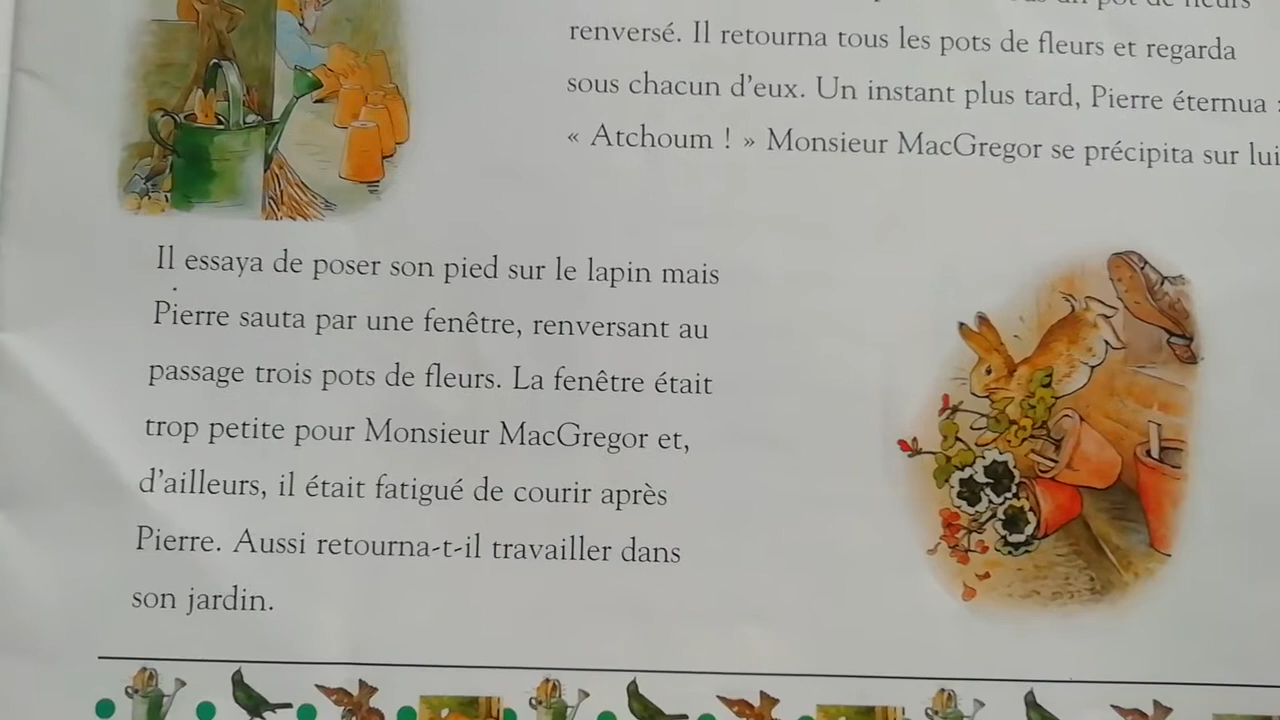 renversé. Il retourna tous les pots de fleurs et regarda
sous chacun d'eux. Un instant plus tard, Pierre éternua :
« Atchoum ! » Monsieur MacGregor se précipita sur lui
Il essaya de poser son pied sur le lapin mais
Pierre sauta par une fenêtre, renversant au
passage trois pots de fleurs. La fenêtre était
trop petite pour Monsieur MacGregor et,
d'ailleurs, il était fatigué de courir après
Pierre. Aussi retourna-t-il travailler dans
son jardin.